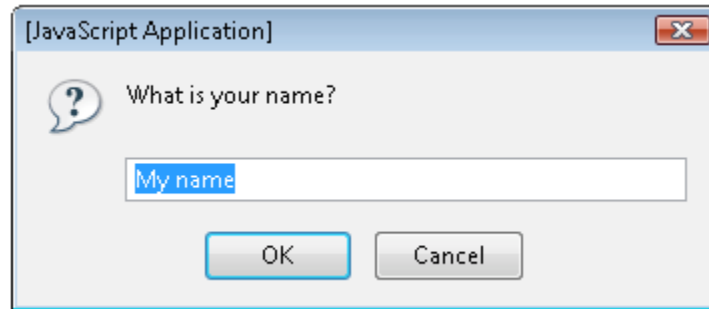 [JavaScript Application]
What is your name?
My name
OK
Cancel